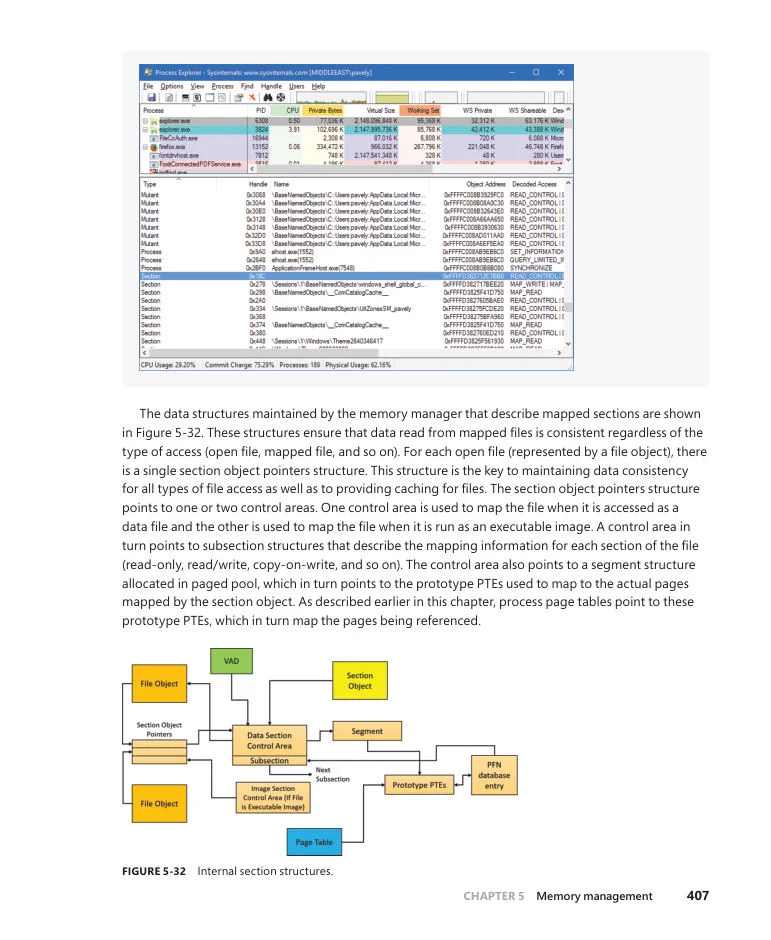 Process Explorer - Sysinternals: www.sysinternals.com [MIDDLEEAST\pavely]
File Options View Process Find Handle Users Help
Process PID CPU Private Bytes Virtual Size Working Set WS Private WS Shareable
explorer.exe 6308 0.50 77,036 K 2,148,096,848 K 95,368 K 32,312 K 63,176 K Wind
explorer.exe 3824 3.91 102,696 K 2,147,995,736 K 85,768 K 42,412 K 43,388 K Wind
FileCoAuth.exe 16944 2,308 K 87,016 K 6,808 K 720 K 6,088 K Micro
firefox.exe 13152 0.06 334,472 K 966,032 K 267,796 K 221,048 K 46,748 K Firefo
fontdrvhost.exe 7812 748 K 2,147,541,348 K 328 K 48 K 280 K User
FoxitConnectedPDFService.exe
Type Handle Name Object Address Decoded Access
Mutant 0x3068 \BaseNamedObjects\C::Users:pavely:AppData:Local:Micr... 0xFFFFC008B3929FC0 READ_CONTROL | D
Mutant 0x30A4 \BaseNamedObjects\C::Users:pavely:AppData:Local:Micr... 0xFFFFC008B08A0C30 READ_CONTROL | D
Mutant 0x30E0 \BaseNamedObjects\C::Users:pavely:AppData:Local:Micr... 0xFFFFC008B32643E0 READ_CONTROL | D
Mutant 0x3128 \BaseNamedObjects\C::Users:pavely:AppData:Local:Micr... 0xFFFFC008A66AA650 READ_CONTROL | D
Mutant 0x3148 \BaseNamedObjects\C::Users:pavely:AppData:Local:Micr... 0xFFFFC008B3930630 READ_CONTROL | D
Mutant 0x32D0 \BaseNamedObjects\C::Users:pavely:AppData:Local:Micr... 0xFFFFC008AD011AA0 READ_CONTROL | D
Mutant 0x33D8 \BaseNamedObjects\C::Users:pavely:AppData:Local:Micr... 0xFFFFC008A6EF5EA0 READ_CONTROL | D
Process 0x9A0 sihost.exe(1552) 0xFFFFC008AB9EB6C0 SET_INFORMATION
Process 0x2648 sihost.exe(1552) 0xFFFFC008AB9EB6C0 QUERY_LIMITED_IN
Process 0x2BF0 ApplicationFrameHost.exe(7548) 0xFFFFC008B0B9B080 SYNCHRONIZE
Section 0x18C READ_CONTROL | D
Section 0x278 \Sessions\1\BaseNamedObjects\windows_shell_global_c... 0xFFFFD382717BEE20 MAP_WRITE | MAP_
Section 0x298 \BaseNamedObjects\__ComCatalogCache__ 0xFFFFD3825F41D750 MAP_READ
Section 0x2A0 0xFFFFD3827605BAE0 READ_CONTROL | D
Section 0x334 \Sessions\1\BaseNamedObjects\UrlZonesSM_pavely 0xFFFFD38275FCDE20 READ_CONTROL | D
Section 0x368 0xFFFFD38275BFA960 READ_CONTROL | D
Section 0x374 \BaseNamedObjects\__ComCatalogCache__ 0xFFFFD3825F41D750 MAP_READ
Section 0x380 0xFFFFD382760ED210 READ_CONTROL | D
Section 0x448 \Sessions\1\Windows\Theme2640346417 0xFFFFD3825F561930 MAP_READ
CPU Usage: 29.20% Commit Charge: 75.29% Processes: 189 Physical Usage: 62.16%
The data structures maintained by the memory manager that describe mapped sections are shown
in Figure 5-32. These structures ensure that data read from mapped files is consistent regardless of the
type of access (open file, mapped file, and so on). For each open file (represented by a file object), there
is a single section object pointers structure. This structure is the key to maintaining data consistency
for all types of file access as well as to providing caching for files. The section object pointers structure
points to one or two control areas. One control area is used to map the file when it is accessed as a
data file and the other is used to map the file when it is run as an executable image. A control area in
turn points to subsection structures that describe the mapping information for each section of the file
(read-only, read/write, copy-on-write, and so on). The control area also points to a segment structure
allocated in paged pool, which in turn points to the prototype PTEs used to map to the actual pages
mapped by the section object. As described earlier in this chapter, process page tables point to these
prototype PTEs, which in turn map the pages being referenced.
VAD
File Object
Section
Object
Section Object
Pointers
Data Section
Control Area
Segment
Subsection
Next
Subsection
PFN
database
entry
Prototype PTEs
Image Section
Control Area (If File
is Executable Image)
File Object
Page Table
FIGURE 5-32 Internal section structures.
CHAPTER 5 Memory management 407